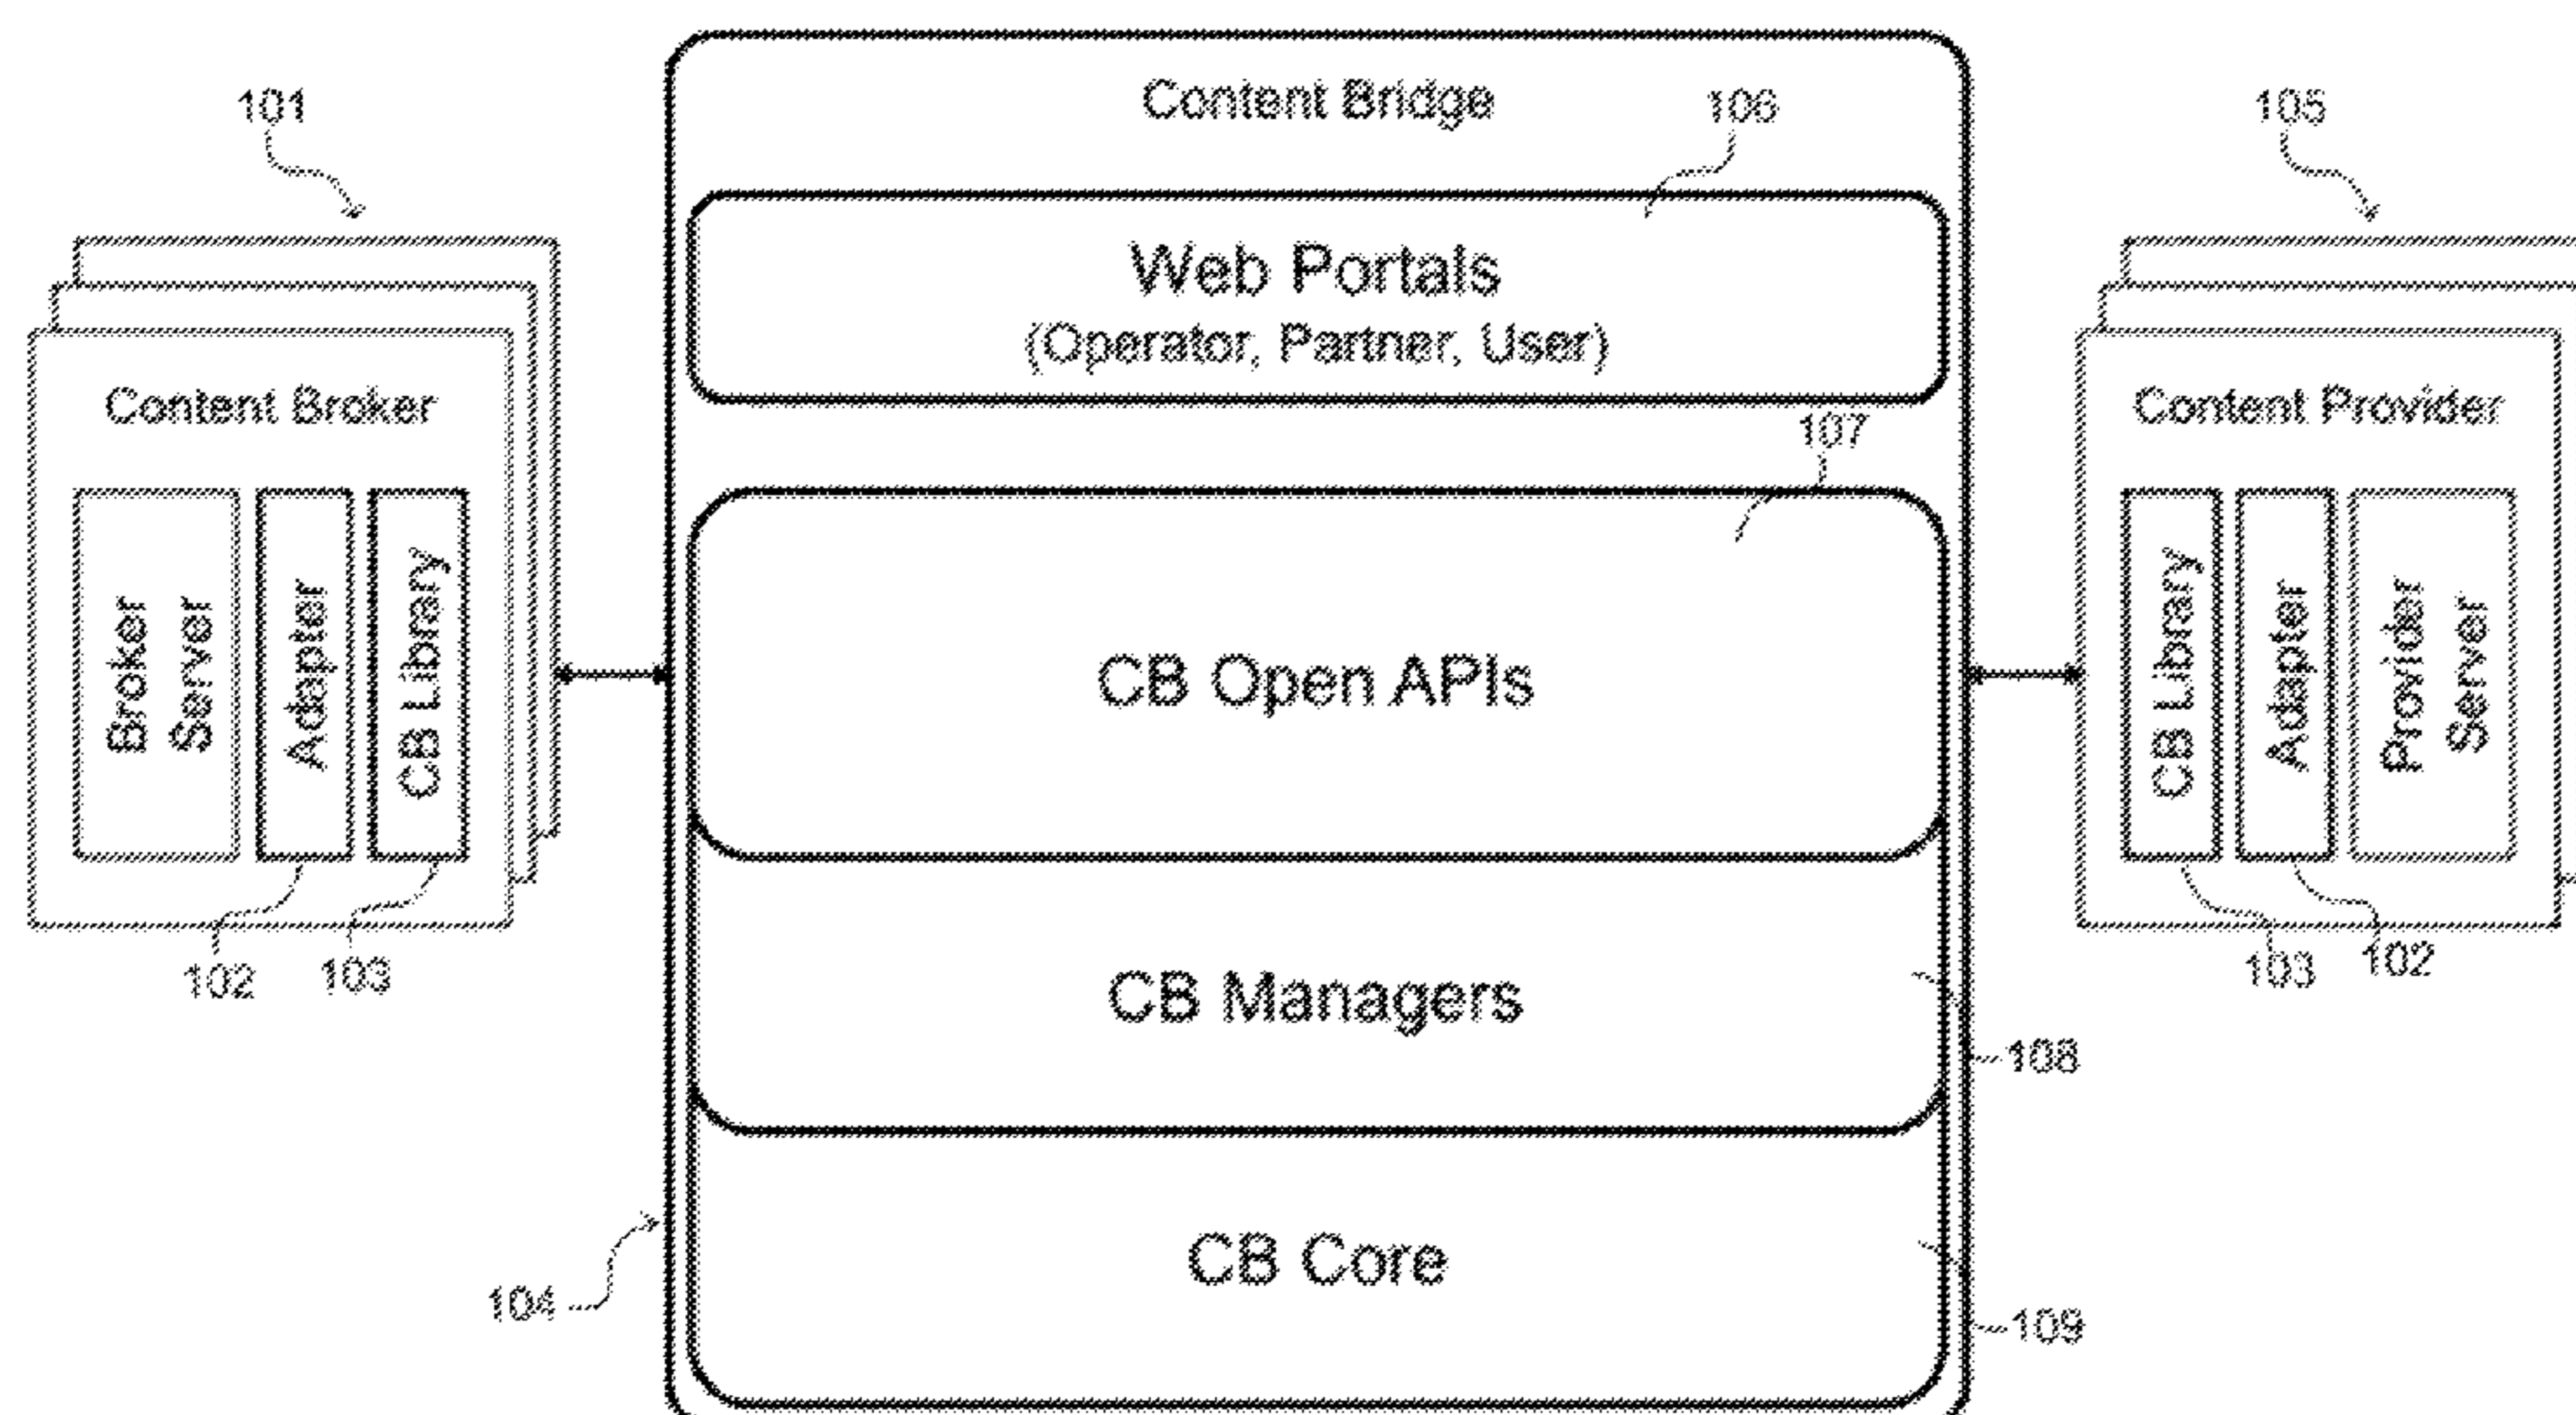 101
Content Broker
Broker
Server
Adapter
CB Library
102
103
Content Bridge
106
Web Portals
(Operator, Partner, User)
107
CB Open APIs
CB Managers
108
CB Core
104
109
105
Content Provider
CB Library
Adapter
Provider
Server
103
102